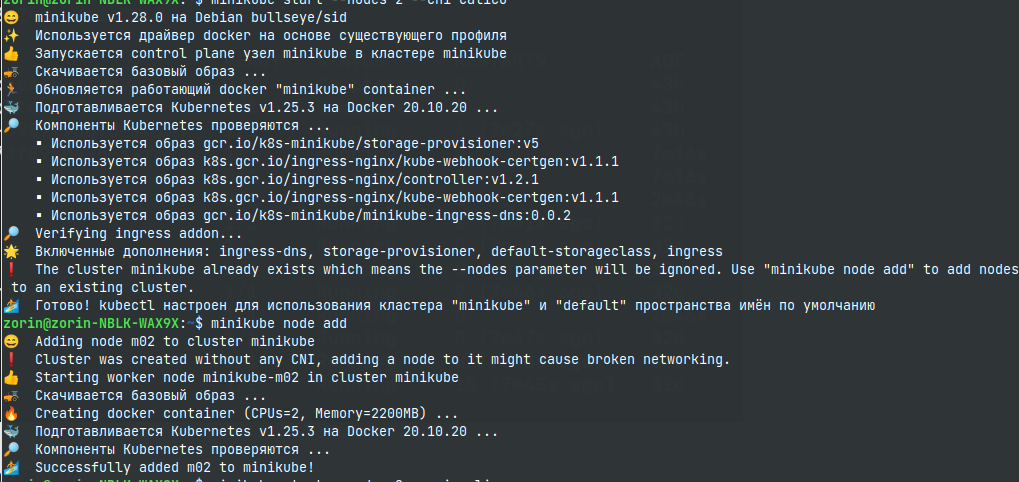 zorin@zorin-NBLK-WAX9X:~$ minikube start --nodes 2 --cni calico
😄 minikube v1.28.0 на Debian bullseye/sid
✨ Используется драйвер docker на основе существующего профиля
👍 Запускается control plane узел minikube в кластере minikube
🚜 Скачивается базовый образ ...
🏃 Обновляется работающий docker "minikube" container ...
🐳 Подготавливается Kubernetes v1.25.3 на Docker 20.10.20 ...
🔎 Компоненты Kubernetes проверяются ...
▪ Используется образ gcr.io/k8s-minikube/storage-provisioner:v5
▪ Используется образ k8s.gcr.io/ingress-nginx/kube-webhook-certgen:v1.1.1
▪ Используется образ k8s.gcr.io/ingress-nginx/controller:v1.2.1
▪ Используется образ k8s.gcr.io/ingress-nginx/kube-webhook-certgen:v1.1.1
▪ Используется образ gcr.io/k8s-minikube/minikube-ingress-dns:0.0.2
🔎 Verifying ingress addon...
🌟 Включенные дополнения: ingress-dns, storage-provisioner, default-storageclass, ingress
❗ The cluster minikube already exists which means the --nodes parameter will be ignored. Use "minikube node add" to add nodes
to an existing cluster.
🏄 Готово! kubectl настроен для использования кластера "minikube" и "default" пространства имён по умолчанию
zorin@zorin-NBLK-WAX9X:~$ minikube node add
😄 Adding node m02 to cluster minikube
❗ Cluster was created without any CNI, adding a node to it might cause broken networking.
👍 Starting worker node minikube-m02 in cluster minikube
🚜 Скачивается базовый образ ...
🔥 Creating docker container (CPUs=2, Memory=2200MB) ...
🐳 Подготавливается Kubernetes v1.25.3 на Docker 20.10.20 ...
🔎 Компоненты Kubernetes проверяются ...
🏄 Successfully added m02 to minikube!